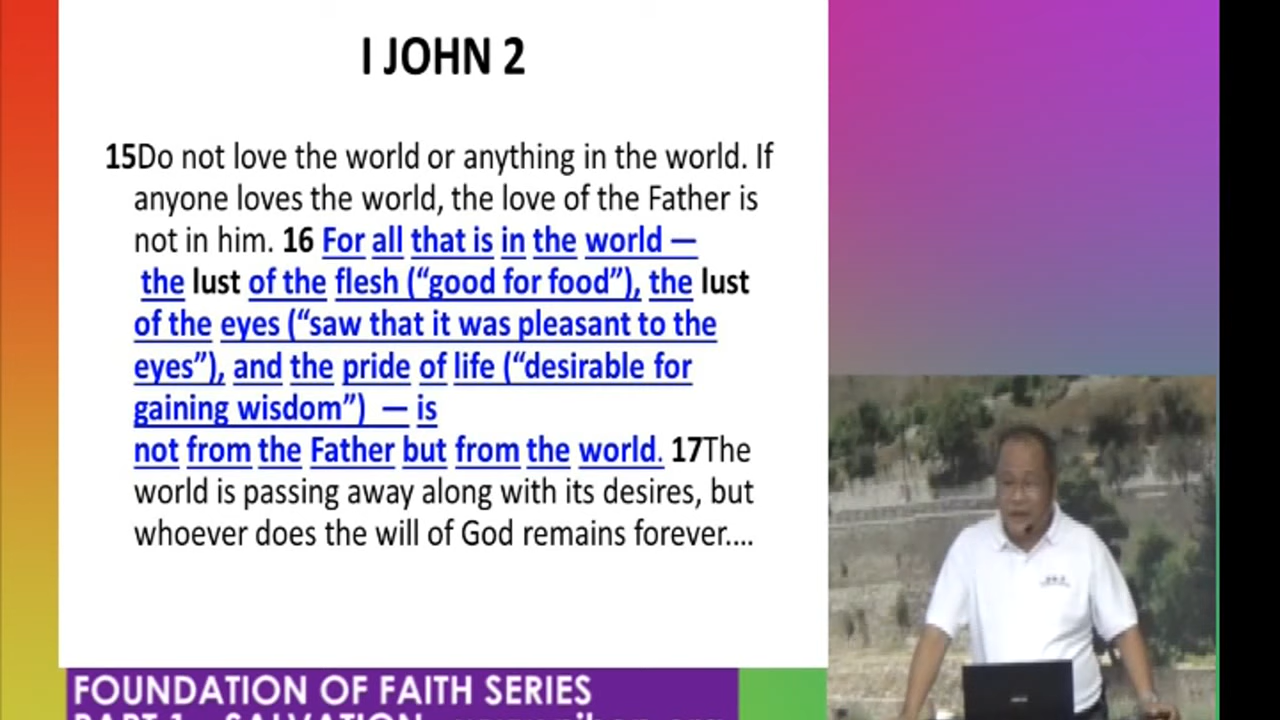 I JOHN 2
15Do not love the world or anything in the world. If
anyone loves the world, the love of the Father is
not in him. 16 For all that is in the world —
the lust of the flesh (“good for food”), the lust
of the eyes (“saw that it was pleasant to the
eyes”), and the pride of life (“desirable for
gaining wisdom”) — is
not from the Father but from the world. 17The
world is passing away along with its desires, but
whoever does the will of God remains forever....
FOUNDATION OF FAITH SERIES
PART 1 - SALVATION